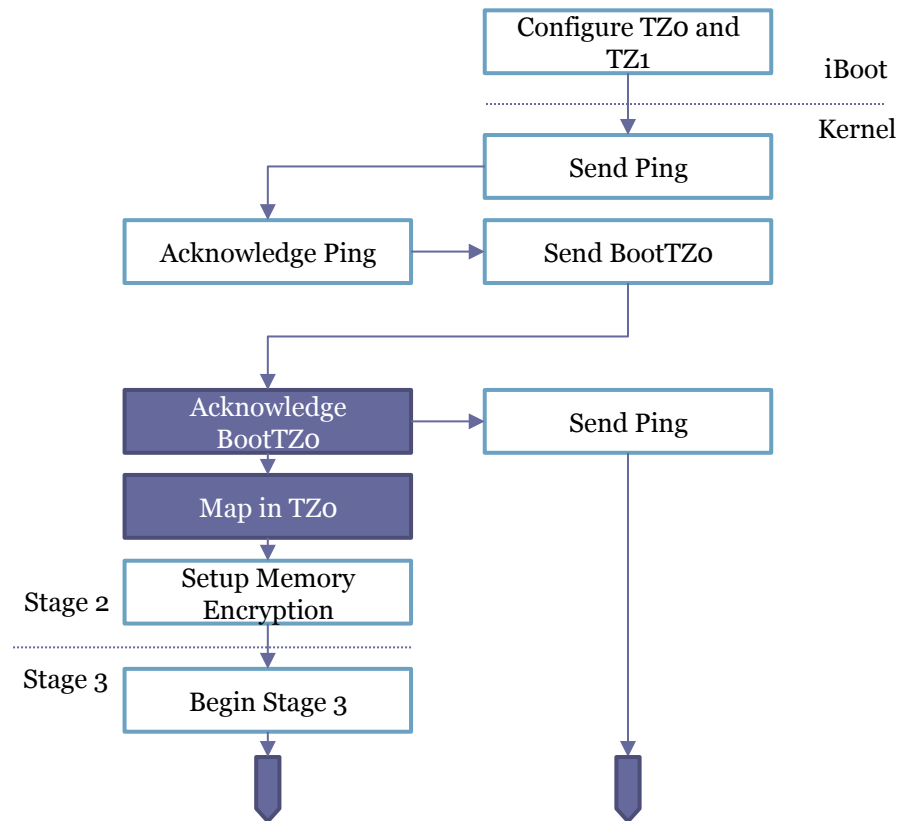 Configure TZ0 and
TZ1
iBoot
Kernel
Send Ping
Acknowledge Ping
Send BootTZ0
Acknowledge
BootTZ0
Send Ping
Map in TZ0
Setup Memory
Encryption
Stage 2
Stage 3
Begin Stage 3